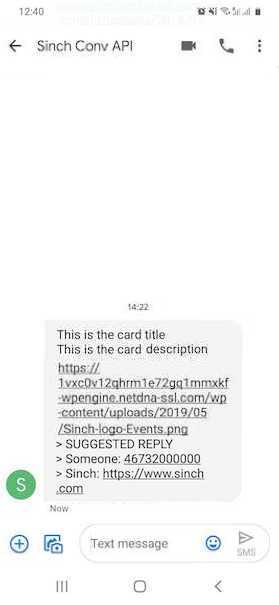 12:40
Sinch Conv API
14:22
This is the card title
This is the card description
https://
1vxc0v12qhrm1e72gq1mmxkf
-wpengine.netdna-ssl.com/wp
-content/uploads/2019/05
/Sinch-logo-Events.png
> SUGGESTED REPLY
> Someone: 46732000000
> Sinch: https://www.sinch
.com
S
Now
Text message
SMS